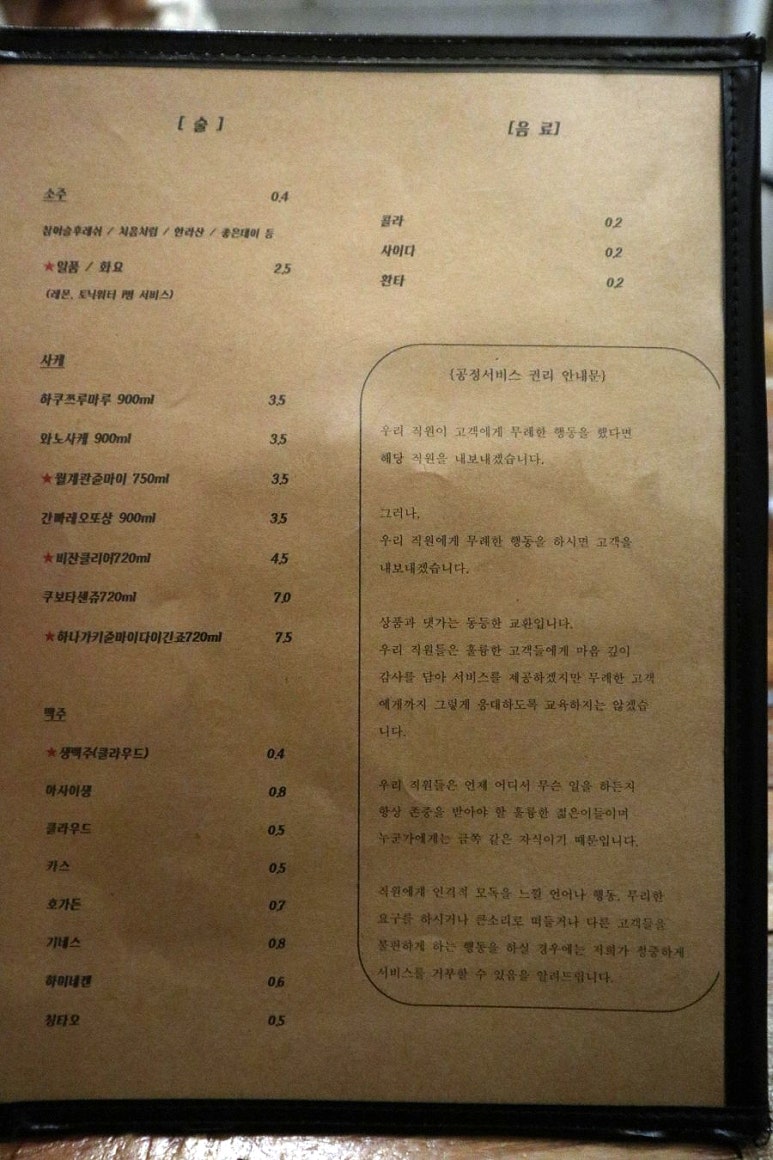 [ 술 ]
소주 0.4
참이슬후레쉬 / 처음처럼 / 한라산 / 좋은데이 등
★일품 / 화요 2.5
(레몬, 토닉워터 1병 서비스)
사케
하쿠쯔루마루 900ml 3.5
와노사케 900ml 3.5
★월계관준마이 750ml 3.5
간빠레오또상 900ml 3.5
★비잔클리어720ml 4.5
쿠보타센쥬720ml 7.0
★하나가키준마이다이긴죠720ml 7.5
맥주
★생맥주(클라우드) 0.4
아사이생 0.8
클라우드 0.5
카스 0.5
호가든 0.7
기네스 0.8
하이네켄 0.6
칭타오 0.5
[음 료]
콜라 0.2
사이다 0.2
환타 0.2
{공정서비스 권리 안내문}
우리 직원이 고객에게 무례한 행동을 했다면
해당 직원을 내보내겠습니다.
그러나,
우리 직원에게 무례한 행동을 하시면 고객을
내보내겠습니다.
상품과 댓가는 동등한 교환입니다.
우리 직원들은 훌륭한 고객들에게 마음 깊이
감사를 담아 서비스를 제공하겠지만 무례한 고객
에게까지 그렇게 응대하도록 교육하지는 않겠습
니다.
우리 직원들은 언제 어디서 무슨 일을 하든지
항상 존중을 받아야 할 훌륭한 젊은이들이며
누군가에게는 금쪽 같은 자식이기 때문입니다.
직원에게 인격적 모독을 느낄 언어나 행동, 무리한
요구를 하시거나 큰소리로 떠들거나 다른 고객들을
불편하게 하는 행동을 하실 경우에는 저희가 정중하게
서비스를 거부할 수 있음을 알려드립니다.